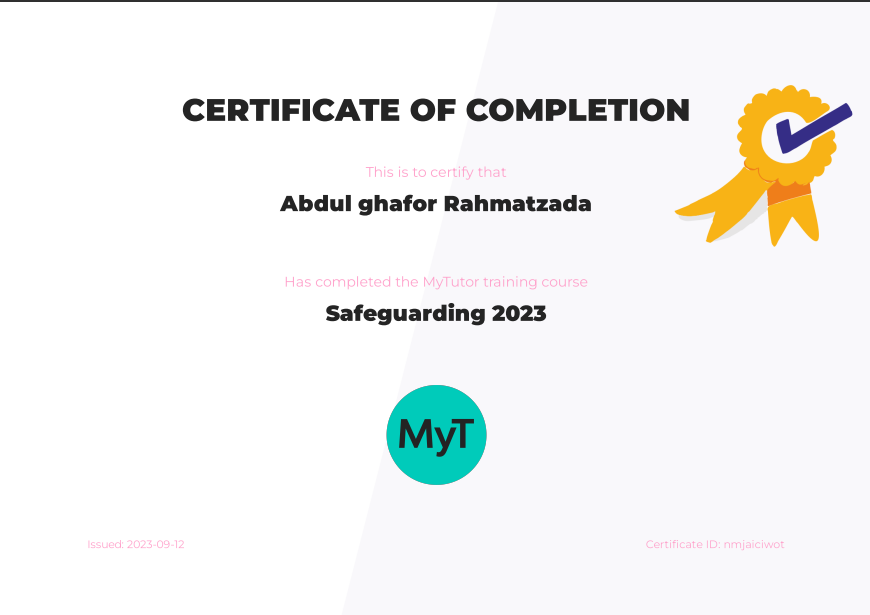 CERTIFICATE OF COMPLETION
This is to certify that
Abdul ghafor Rahmatzada
Has completed the MyTutor training course
Safeguarding 2023
MyT
Issued: 2023-09-12
Certificate ID: nmjaiciwot